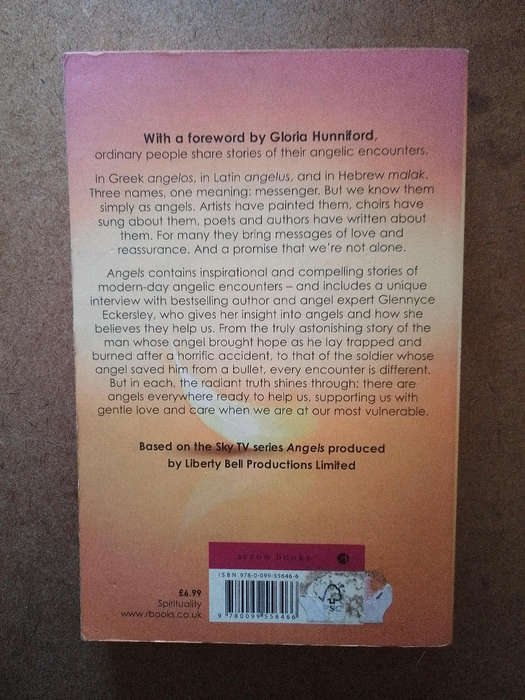 With a foreword by Gloria Hunniford,
ordinary people share stories of their angelic encounters.
In Greek angelos, in Latin angelus, and in Hebrew malak.
Three names, one meaning: messenger. But we know them
simply as angels. Artists have painted them, choirs have
sung about them, poets and authors have written about
them. For many they bring messages of love and
reassurance. And a promise that we're not alone.
Angels contains inspirational and compelling stories of
modern-day angelic encounters – and includes a unique
interview with bestselling author and angel expert Glennyce
Eckersley, who gives her insight into angels and how she
believes they help us. From the truly astonishing story of the
man whose angel brought hope as he lay trapped and
burned after a horrific accident, to that of the soldier whose
angel saved him from a bullet, every encounter is different.
But in each, the radiant truth shines through: there are
angels everywhere ready to help us, supporting us with
gentle love and care when we are at our most vulnerable.
Based on the Sky TV series Angels produced
by Liberty Bell Productions Limited
arrow books
ISBN 978-0-099-55646-6
£6.99
Spirituality
www.rbooks.co.uk
9 780099 556466